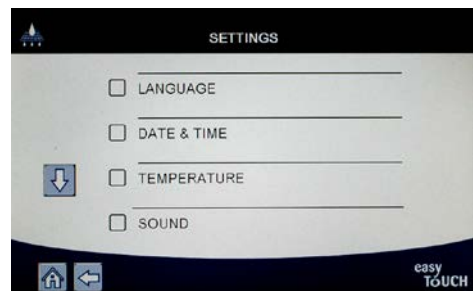 SETTINGS
LANGUAGE
DATE & TIME
TEMPERATURE
SOUND
easy
TOUCH